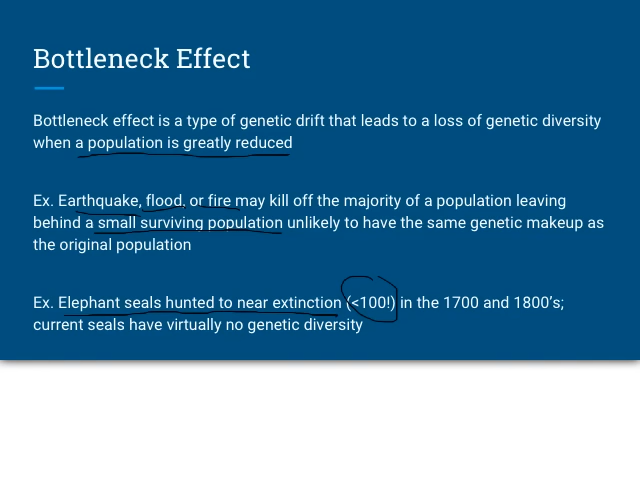 Bottleneck Effect
Bottleneck effect is a type of genetic drift that leads to a loss of genetic diversity
when a population is greatly reduced
Ex. Earthquake, flood, or fire may kill off the majority of a population leaving
behind a small surviving population unlikely to have the same genetic makeup as
the original population
Ex. Elephant seals hunted to near extinction (<100!) in the 1700 and 1800’s;
current seals have virtually no genetic diversity